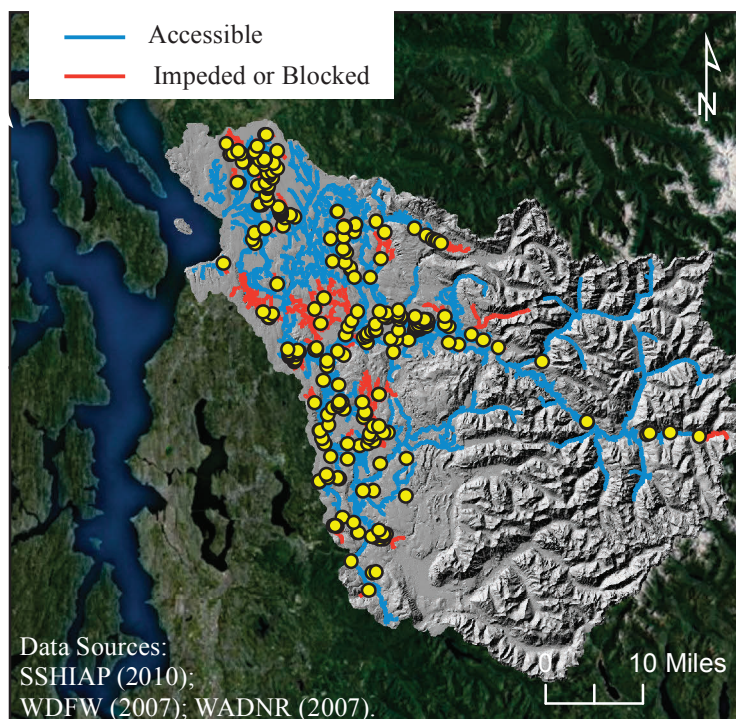 Accessible
Impeded or Blocked
N
Data Sources:
SSHIAP (2010);
WDFW (2007); WADNR (2007).
0 10 Miles